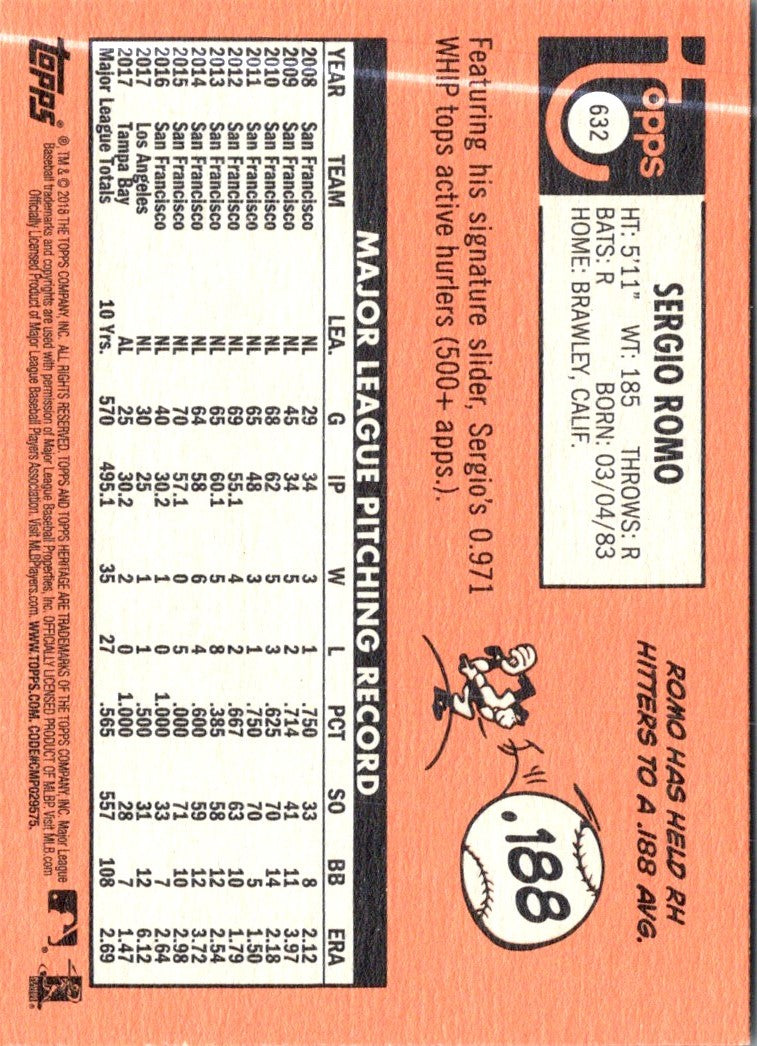 Topps
632
SERGIO ROMO
HT: 5'11" WT: 185 THROWS: R
BATS: R BORN: 03/04/83
HOME: BRAWLEY, CALIF.
ROMO HAS HELD RH
HITTERS TO A .188 AVG.
.188
Featuring his signature slider, Sergio's 0.971
WHIP tops active hurlers (500+ apps.).
MAJOR LEAGUE PITCHING RECORD
YEAR TEAM LEA. G IP W L PCT SO BB ERA
2008 San Francisco NL 29 34 3 1 .750 33 8 2.12
2009 San Francisco NL 45 34 5 2 .714 41 11 3.97
2010 San Francisco NL 68 62 5 3 .625 70 14 2.18
2011 San Francisco NL 65 48 3 1 .750 70 5 1.50
2012 San Francisco NL 69 55.1 4 2 .667 63 10 1.79
2013 San Francisco NL 65 60.1 5 8 .385 58 12 2.54
2014 San Francisco NL 64 58 6 4 .600 59 12 3.72
2015 San Francisco NL 70 57.1 0 5 .000 71 10 2.98
2016 San Francisco NL 40 30.2 1 0 1.000 33 7 2.64
2017 Los Angeles NL 30 25 1 1 .500 31 12 6.12
2017 Tampa Bay AL 25 30.2 2 0 1.000 28 7 1.47
Major League Totals 10 Yrs. 570 495.1 35 27 .565 557 108 2.69
Topps ®
®, TM & © 2018 THE TOPPS COMPANY, INC. ALL RIGHTS RESERVED. TOPPS AND TOPPS HERITAGE ARE TRADEMARKS OF THE TOPPS COMPANY, INC. Major League
Baseball trademarks and copyrights are used with permission of Major League Baseball Properties, Inc. OFFICIALLY LICENSED PRODUCT OF MLBP. Visit MLB.com
Officially Licensed Product of Major League Baseball Players Association. Visit MLBPlayers.com. WWW.TOPPS.COM. CODE#CMP029575.